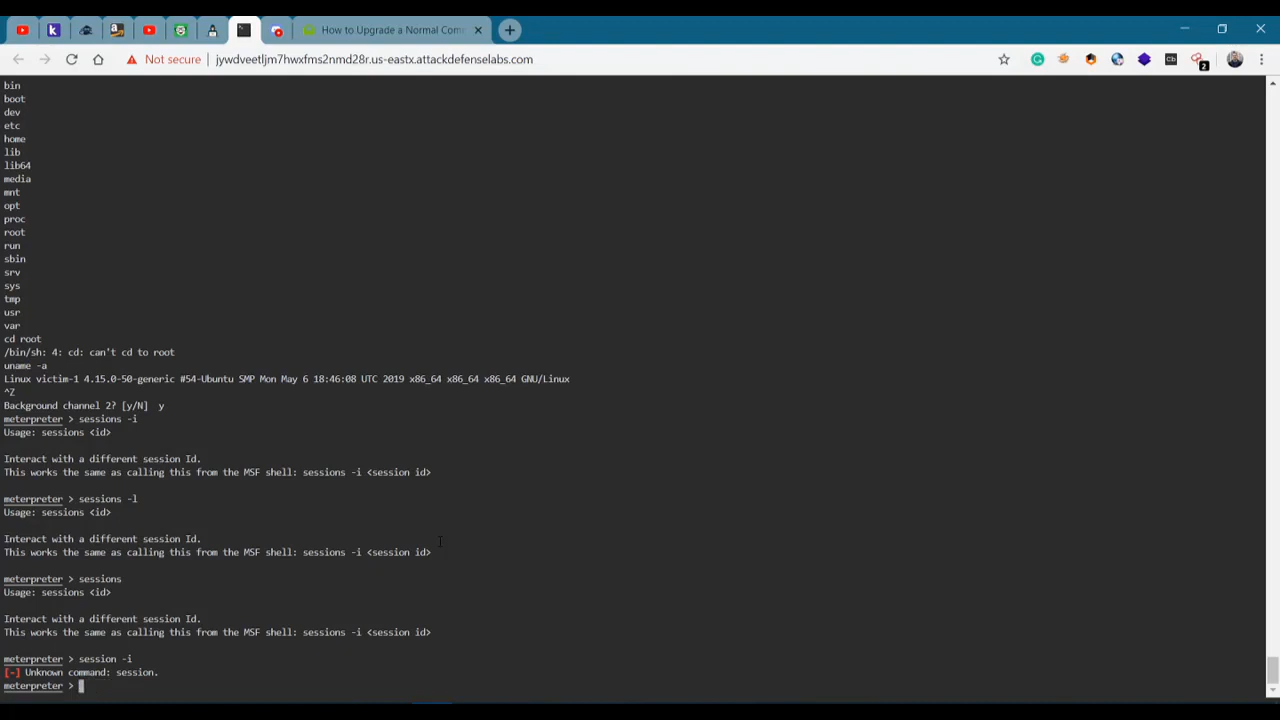 How to Upgrade a Normal Com
Not secure
jywdveetljm7hwxfms2nmd28r.us-eastx.attackdefenselabs.com
Cb
2
bin
boot
dev
etc
home
lib
lib64
media
mnt
opt
proc
root
run
sbin
srv
sys
tmp
usr
var
cd root
/bin/sh: 4: cd: can't cd to root
uname -a
Linux victim-1 4.15.0-50-generic #54-Ubuntu SMP Mon May 6 18:46:08 UTC 2019 x86_64 x86_64 x86_64 GNU/Linux
^Z
Background channel 2? [y/N]  y
meterpreter > sessions -i
Usage: sessions <id>
Interact with a different session Id.
This works the same as calling this from the MSF shell: sessions -i <session id>
meterpreter > sessions -l
Usage: sessions <id>
Interact with a different session Id.
This works the same as calling this from the MSF shell: sessions -i <session id>
meterpreter > sessions
Usage: sessions <id>
Interact with a different session Id.
This works the same as calling this from the MSF shell: sessions -i <session id>
meterpreter > session -i
[-] Unknown command: session.
meterpreter >